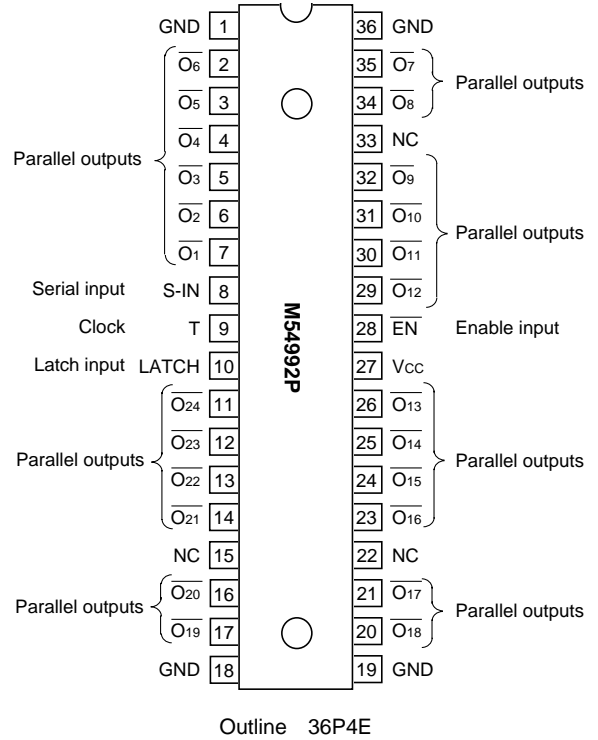 GND 1 36 GND
O6 2 35 O7
O5 3 34 O8
Parallel outputs
O4 4 33 NC
Parallel outputs
O3 5 32 O9
O2 6 31 O10
O1 7 30 O11
Parallel outputs
Serial input S-IN 8 29 O12
Clock T 9 28 EN Enable input
Latch input LATCH 10 27 VCC
M54992P
O24 11 26 O13
O23 12 25 O14
Parallel outputs
Parallel outputs
O22 13 24 O15
O21 14 23 O16
NC 15 22 NC
O20 16 21 O17
Parallel outputs
Parallel outputs
O19 17 20 O18
GND 18 19 GND
Outline 36P4E